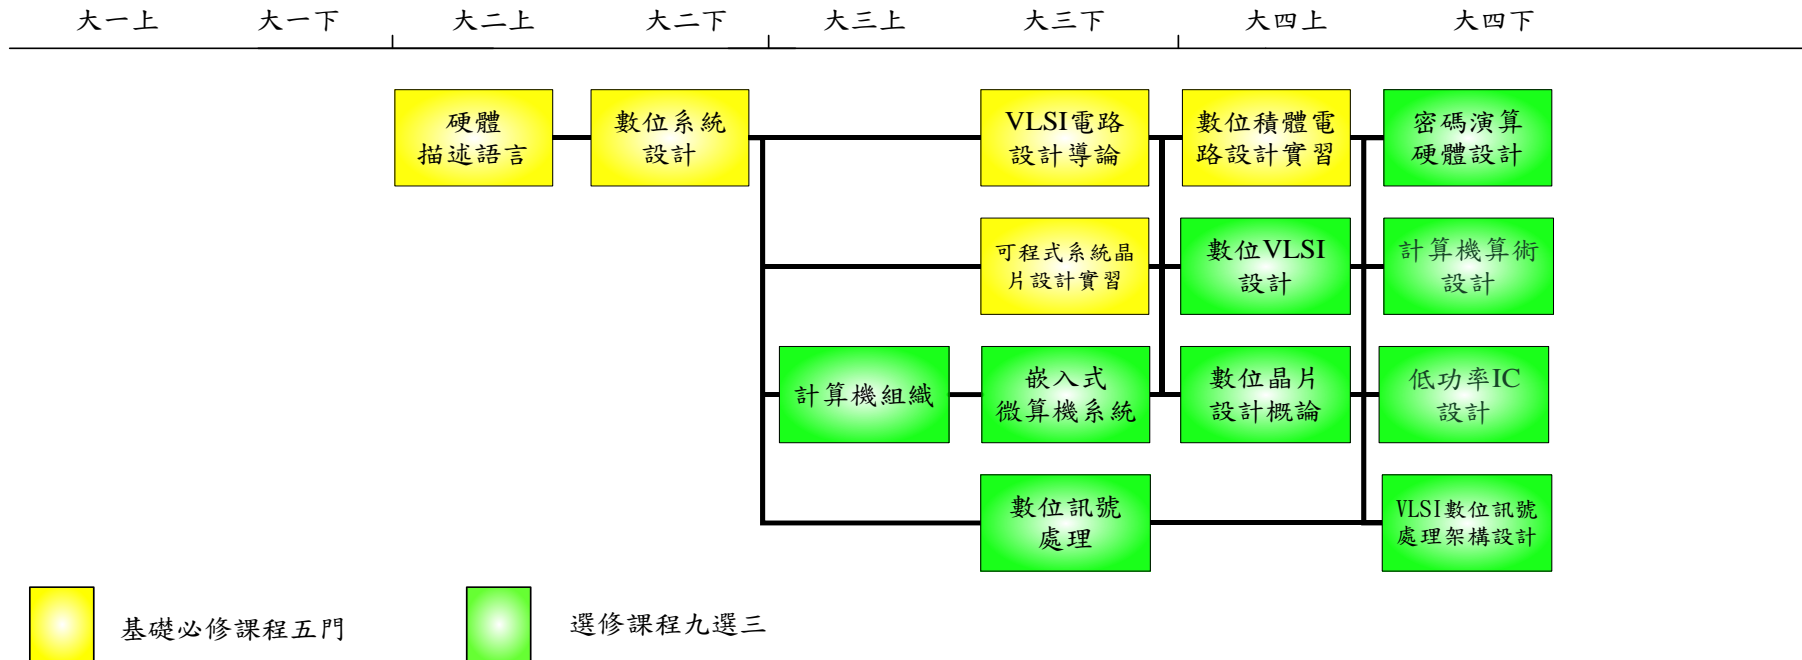 大一上 大一下 大二上 大二下 大三上 大三下 大四上 大四下
硬體
描述語言
數位系統
設計
VLSI電路
設計導論
數位積體電
路設計實習
密碼演算
硬體設計
可程式系統晶
片設計實習
數位VLSI
設計
計算機算術
設計
計算機組織
嵌入式
微算機系統
數位晶片
設計概論
低功率IC
設計
數位訊號
處理
VLSI數位訊號
處理架構設計
基礎必修課程五門
選修課程九選三